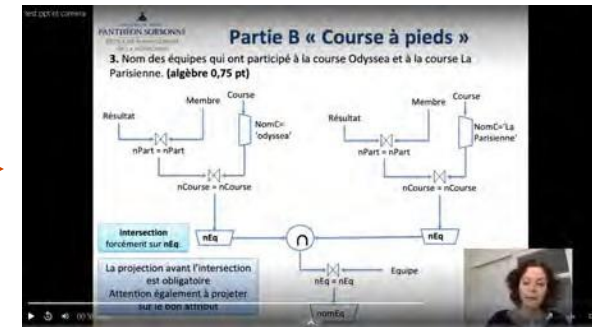 test ppt et camera
PANTHÉON SORBONNE
Partie B « Course à pieds »
3. Nom des équipes qui ont participé à la course Odyssea et à la course La
Parisienne. (algèbre 0,75 pt)
Résultat
Membre
Course
NomC=
'odyssea'
nPart = nPart
nCourse = nCourse
Résultat
Membre
Course
NomC='La
Parisienne'
nPart = nPart
nCourse = nCourse
Intersection
forcément sur nEq
nEq
∩
nEq
La projection avant l'intersection
est obligatoire
Attention également à projeter
sur le bon attribut
Equipe
nEq = nEq
nomEq